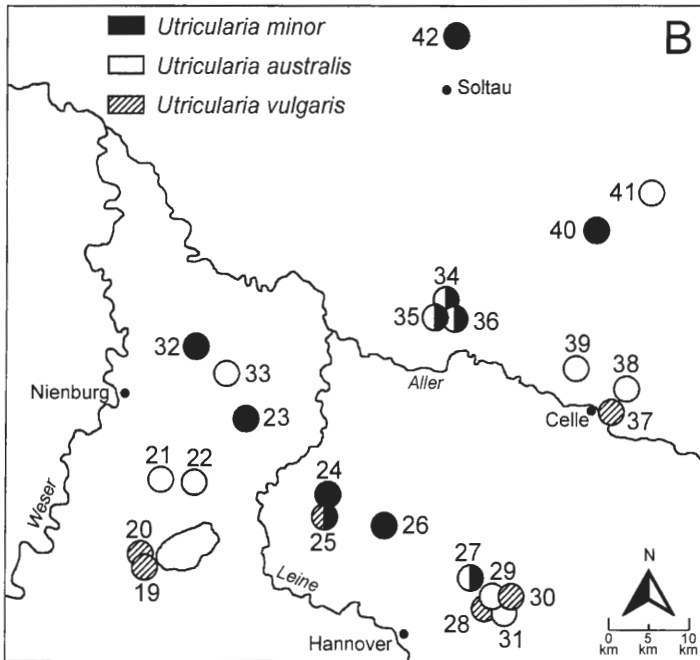 Utricularia minor
Utricularia australis
Utricularia vulgaris
B
42
Soltau
41
40
34
35
36
32
33
39
38
Aller
Nienburg
23
Celle
37
21
22
Weser
24
25
26
20
19
27
29
30
28
31
Leine
Hannover
N
0 5 10
km km km